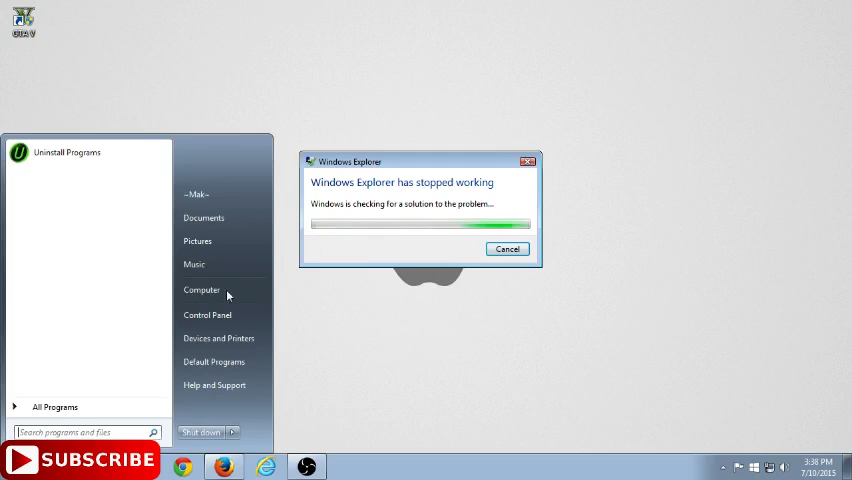 GTA V
Uninstall Programs
~Mak~
Documents
Pictures
Music
Computer
Control Panel
Devices and Printers
Default Programs
Help and Support
All Programs
Search programs and files
Shut down
Windows Explorer
Windows Explorer has stopped working
Windows is checking for a solution to the problem...
Cancel
SUBSCRIBE
3:38 PM
7/10/2015